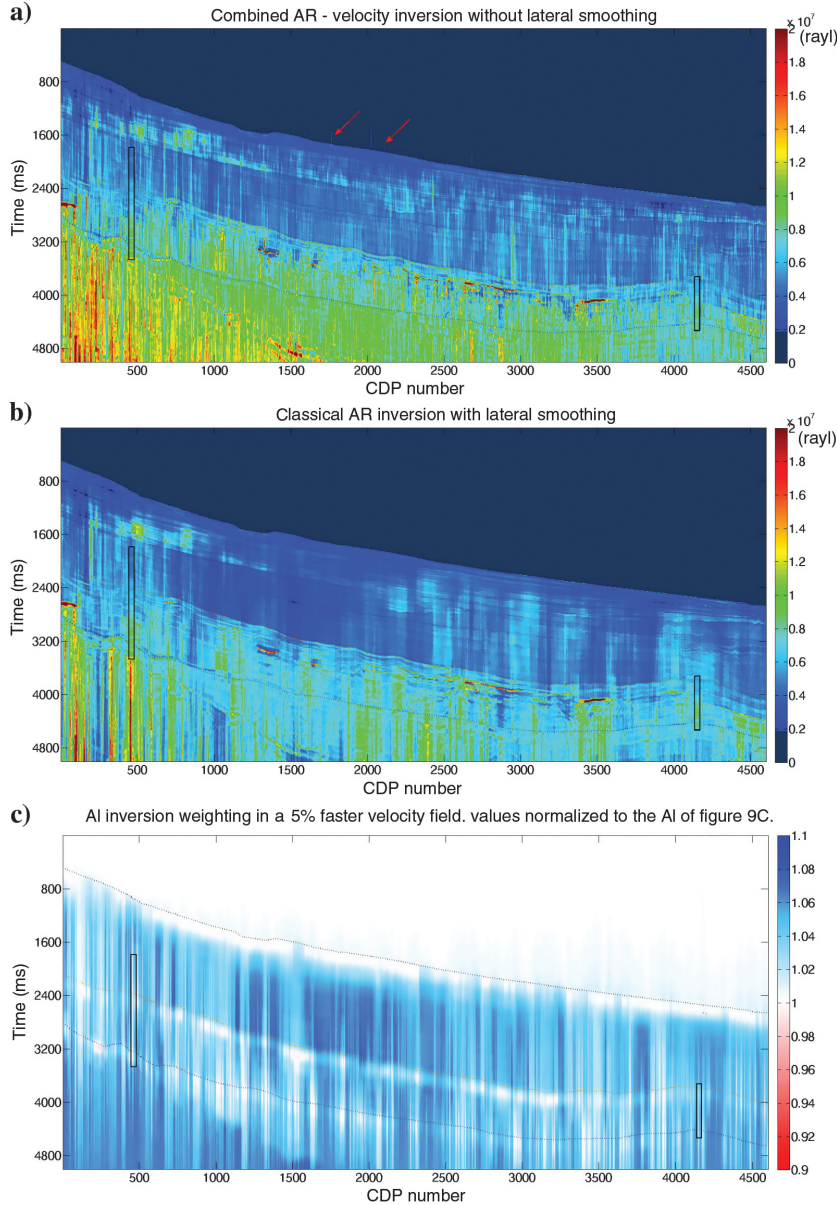 a)
Combined AR - velocity inversion without lateral smoothing
x 10^7
2 (rayl)
1.8
1.6
1.4
1.2
1
0.8
0.6
0.4
0.2
0
Time (ms)
800
1600
2400
3200
4000
4800
500 1000 1500 2000 2500 3000 3500 4000 4500
CDP number
b)
Classical AR inversion with lateral smoothing
x 10^7
2 (rayl)
1.8
1.6
1.4
1.2
1
0.8
0.6
0.4
0.2
0
Time (ms)
800
1600
2400
3200
4000
4800
500 1000 1500 2000 2500 3000 3500 4000 4500
CDP number
c)
AI inversion weighting in a 5% faster velocity field. values normalized to the AI of figure 9C.
1.1
1.08
1.06
1.04
1.02
1
0.98
0.96
0.94
0.92
0.9
Time (ms)
800
1600
2400
3200
4000
4800
500 1000 1500 2000 2500 3000 3500 4000 4500
CDP number